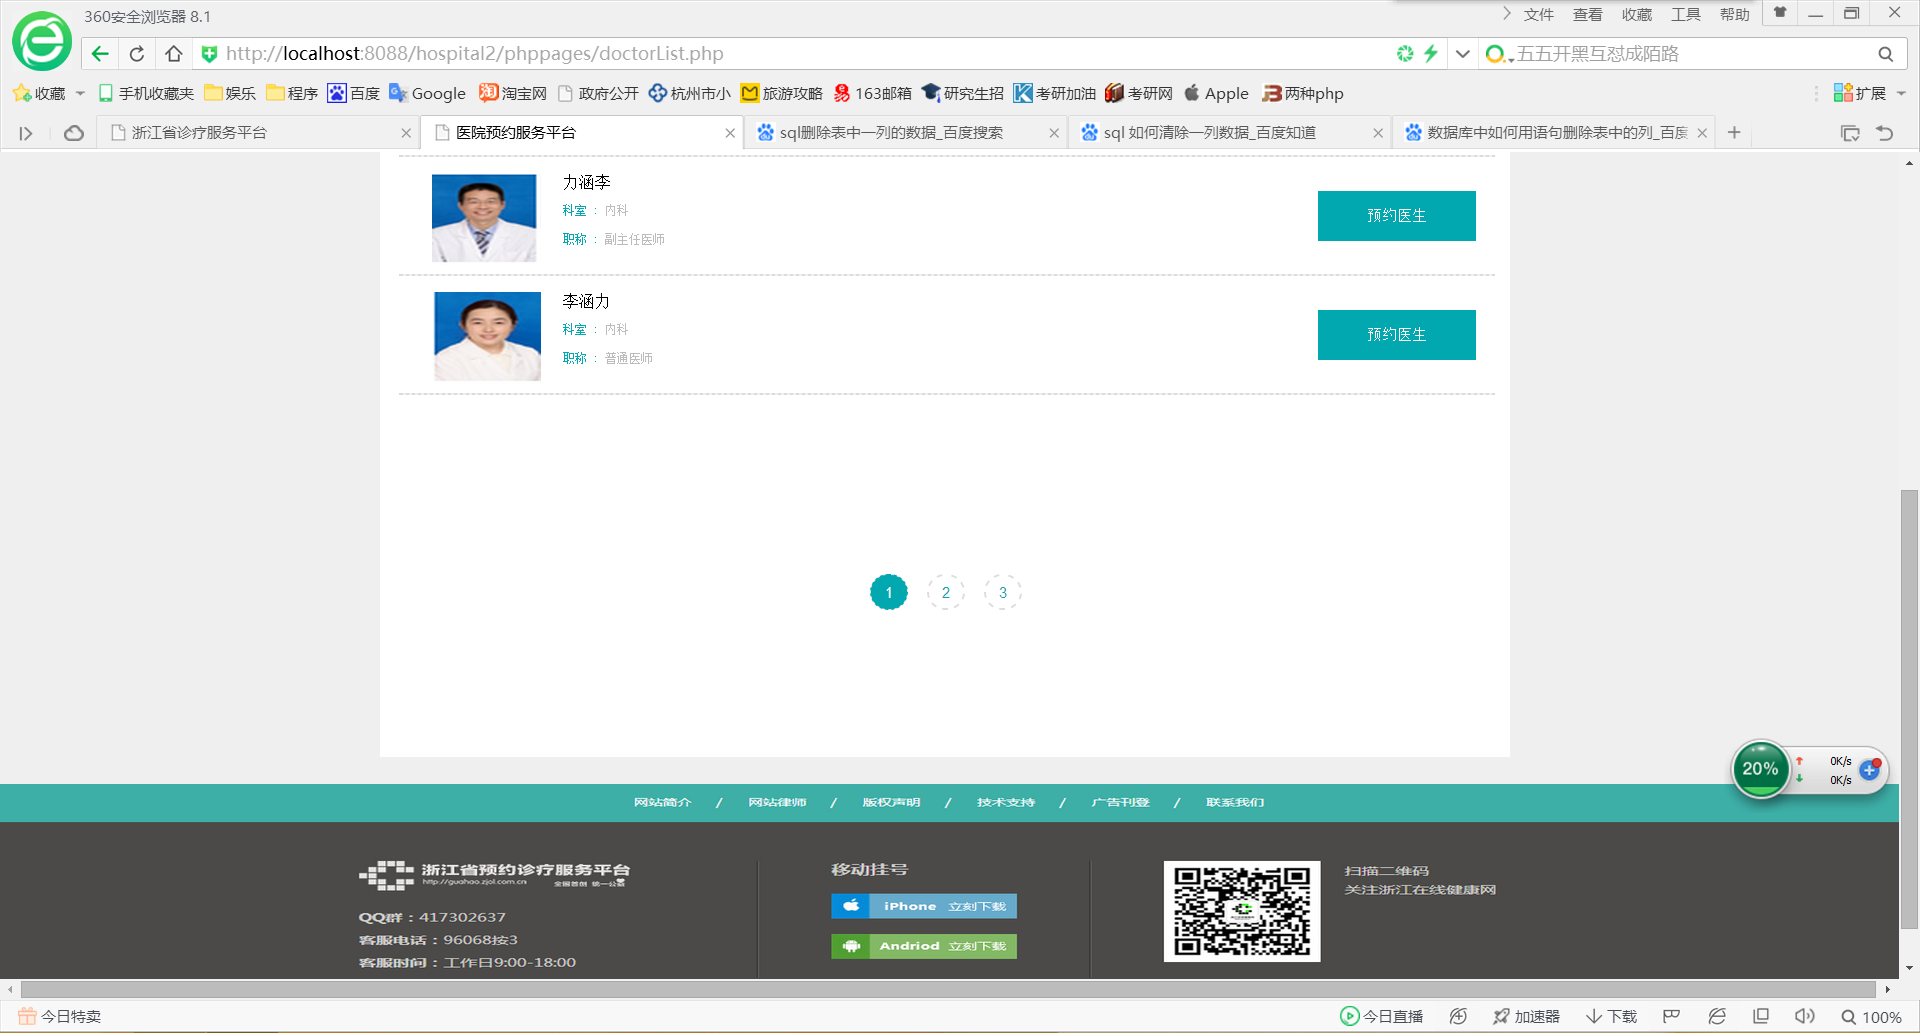 360安全浏览器 8.1
文件 查看 收藏 工具 帮助
http://localhost:8088/hospital2/phppages/doctorList.php
五五开黑互怼成陌路
收藏 手机收藏夹 娱乐 程序 百度 Google 淘宝网 政府公开 杭州市小 旅游攻略 163邮箱 研究生招 考研加油 考研网 Apple 两种php 扩展
浙江省诊疗服务平台 医院预约服务平台 sql删除表中一列的数据_百度搜索 sql 如何清除一列数据_百度知道 数据库中如何用语句删除表中的列_百度
力涵李
科室 : 内科
职称 : 副主任医师
预约医生
李涵力
科室 : 内科
职称 : 普通医师
预约医生
1 2 3
20% 0K/s
0K/s
网站简介 / 网站律师 / 版权声明 / 技术支持 / 广告刊登 / 联系我们
浙江省预约诊疗服务平台
http://guahao.zjol.com.cn 全国首创 统一公益
QQ群：417302637
客服电话：96068按3
客服时间：工作日9:00-18:00
移动挂号
iPhone 立刻下载
Andriod 立刻下载
扫描二维码
关注浙江在线健康网
今日特卖 今日直播 加速器 下载 100%